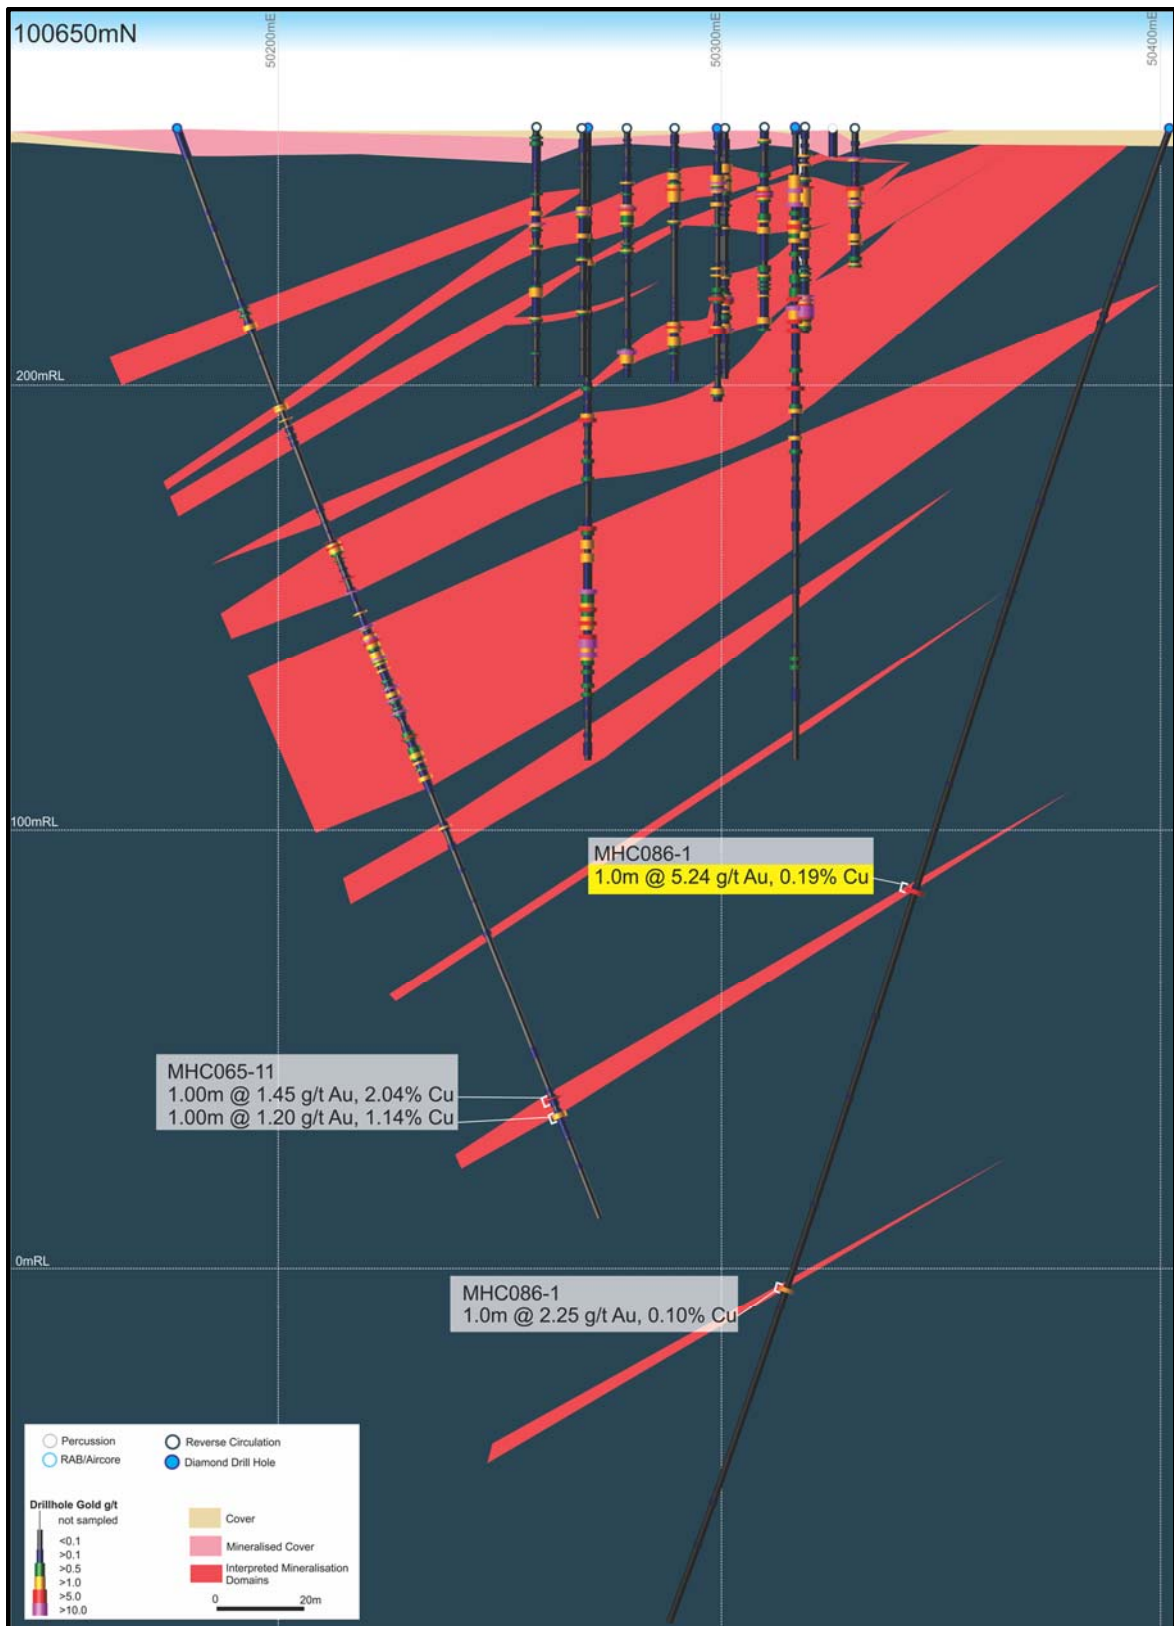 100650mN
50200mE
50300mE
50400mE
200mRL
100mRL
MHC086-1
1.0m @ 5.24 g/t Au, 0.19% Cu
MHC065-11
1.00m @ 1.45 g/t Au, 2.04% Cu
1.00m @ 1.20 g/t Au, 1.14% Cu
0mRL
MHC086-1
1.0m @ 2.25 g/t Au, 0.10% Cu
Percussion
Reverse Circulation
RAB/Aircore
Diamond Drill Hole
Drillhole Gold g/t
not sampled
<0.1
>0.1
>0.5
>1.0
>5.0
>10.0
Cover
Mineralised Cover
Interpreted Mineralisation
Domains
0 20m